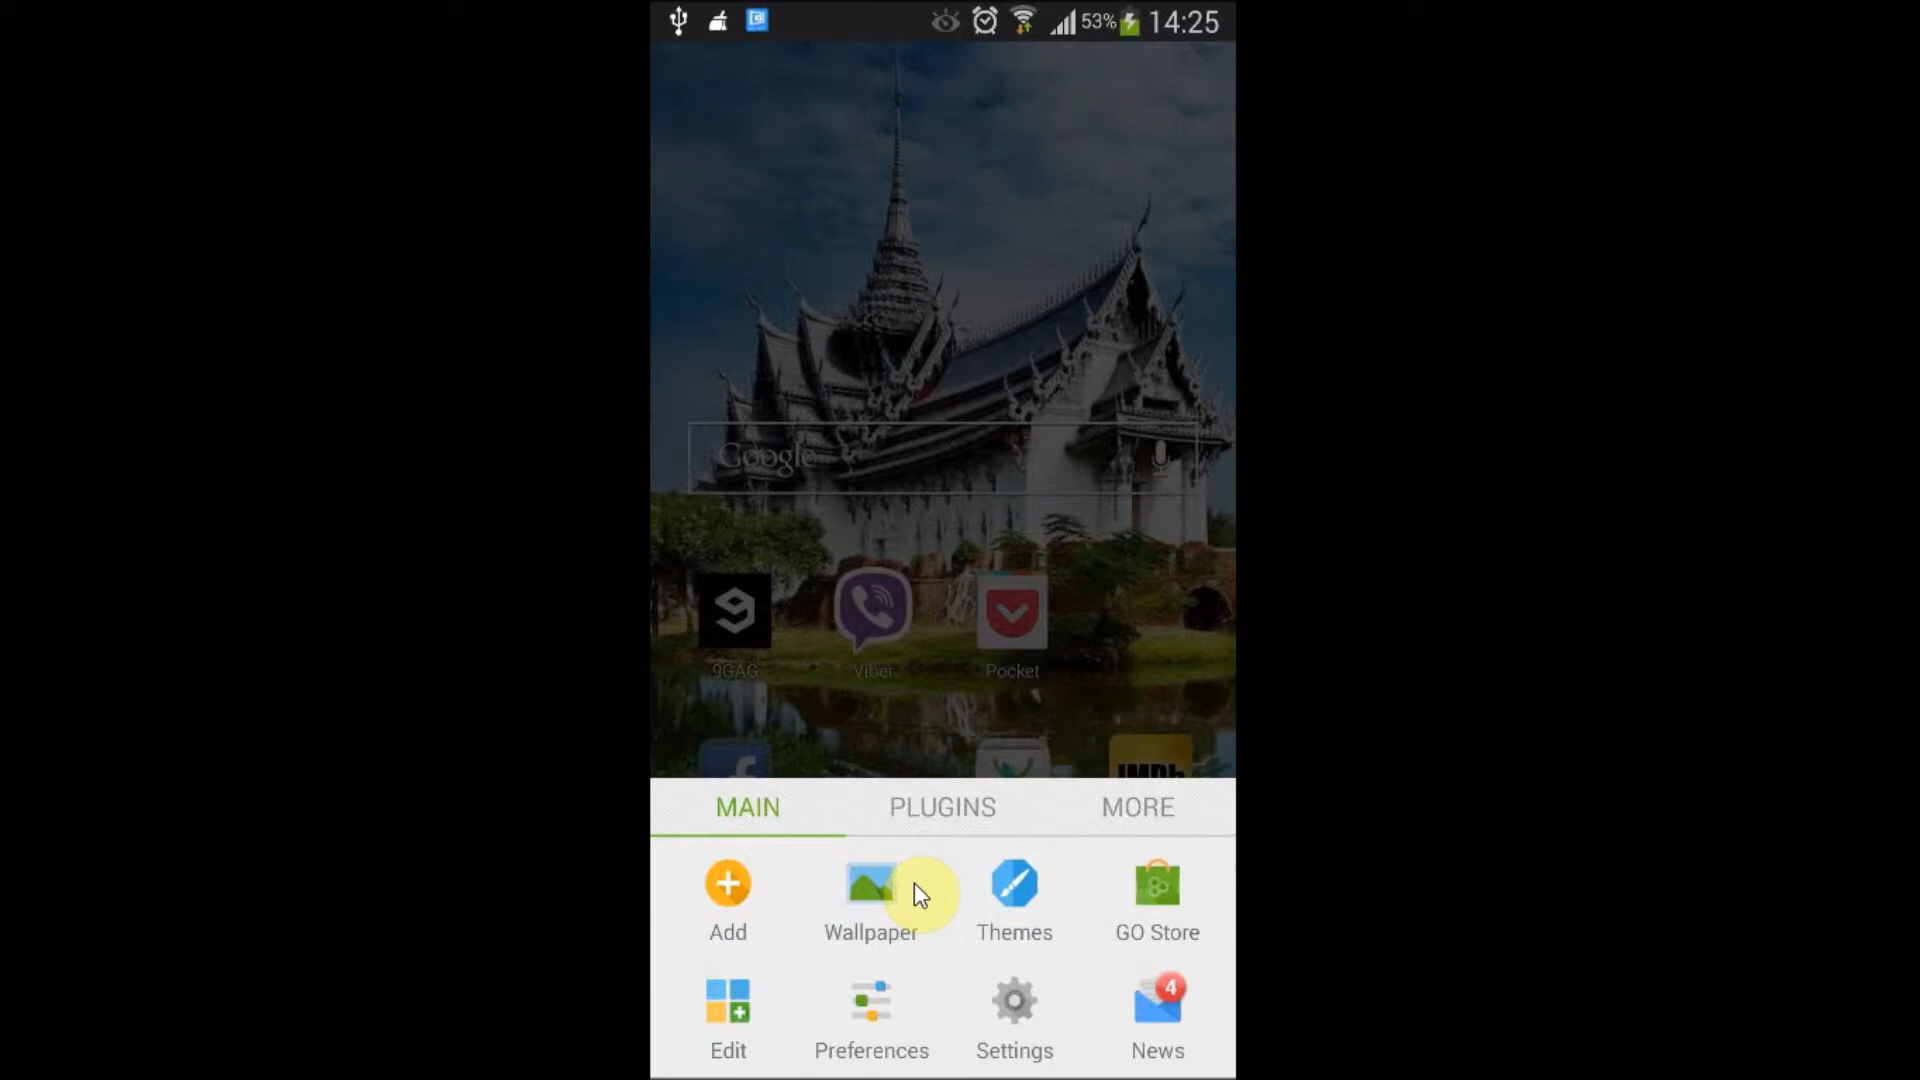 53% 14:25
Google
9GAG Viber Pocket
IMDb
MAIN PLUGINS MORE
Add Wallpaper Themes GO Store
4
Edit Preferences Settings News